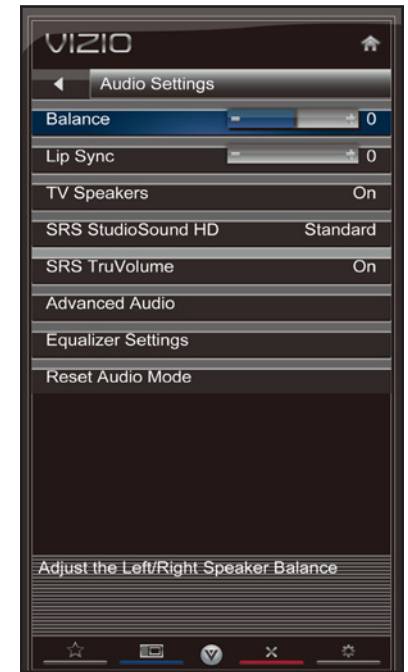 VIZIO
Audio Settings
Balance - + 0
Lip Sync - + 0
TV Speakers On
SRS StudioSound HD Standard
SRS TruVolume On
Advanced Audio
Equalizer Settings
Reset Audio Mode
Adjust the Left/Right Speaker Balance
V